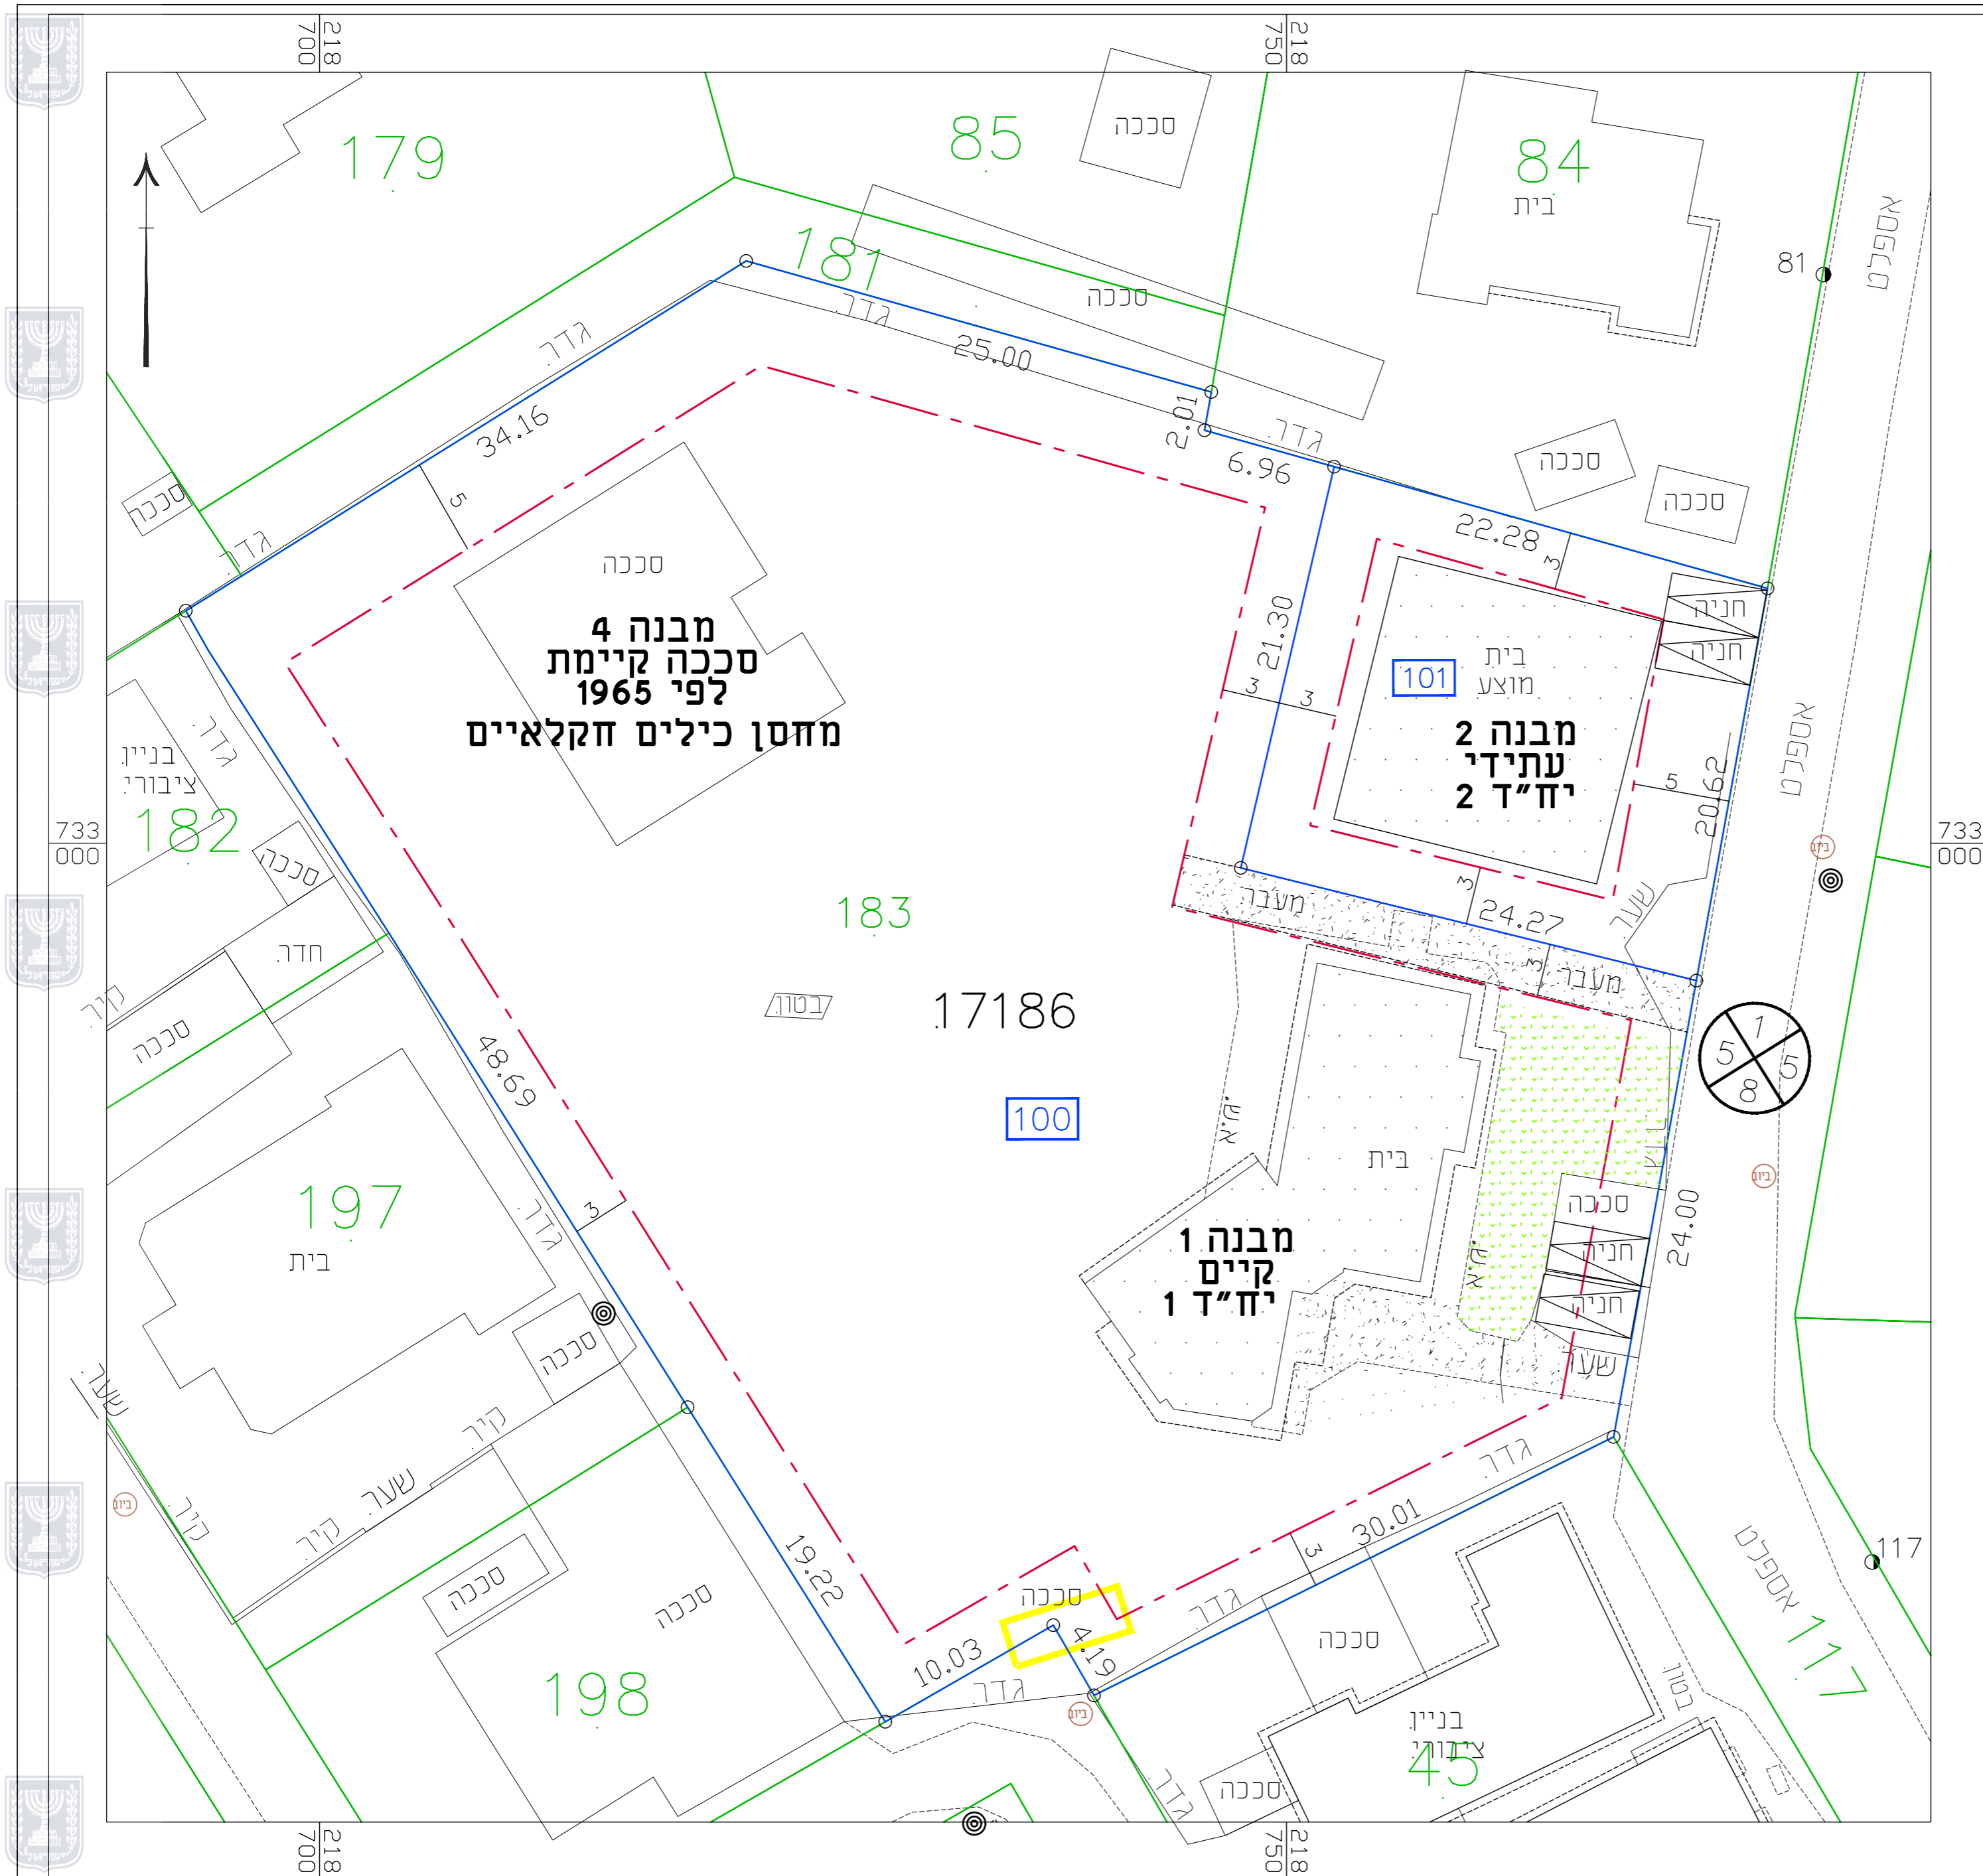 218
700
218
750
179
85
סככה
84
בית
אספלט
81
181
גדר
סככה
גדר
25.00
34.16
2.01
גדר
6.96
סככה
סככה
22.28
3
סככה
גדר
5
סככה
מבנה 4
סככה קיימת
לפי 1965
מחסן כילים חקלאיים
21.30
3
3
101
בית
מוצע
מבנה 2
עתידי
יח"ד 2
חניה
חניה
5
20.62
אספלט
גדר
בניין
ציבורי
182
733
000
733
000
ביוב
סככה
183
מעבר
3
24.27
שער
3
מעבר
חדר
קיר
סככה
בטון
17186
1
5
5
8
48.69
100
ג.א.
בית
ביוב
197
בית
גדר
3
סככה
24.00
מבנה 1
קיים
יח"ד 1
ג.א.
חניה
חניה
שער
סככה
שער
קיר
גדר
שער
קיר
קיר
ביוב
30.01
3
117
אספלט
19.22
סככה
סככה
סככה
גדר
4.19
10.03
סככה
117
גדר
198
ביוב
בניין
ציבורי
45
גדר
סככה
218
700
218
750